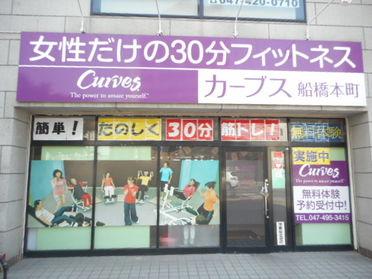 047-420-0710
女性だけの30分フィットネス
Curves
The power to amaze yourself.
カーブス 船橋本町
簡単! たのしく 30分 筋トレ! 無料体験
実施中
Curves
無料体験
予約受付中!
TEL.047-495-3415